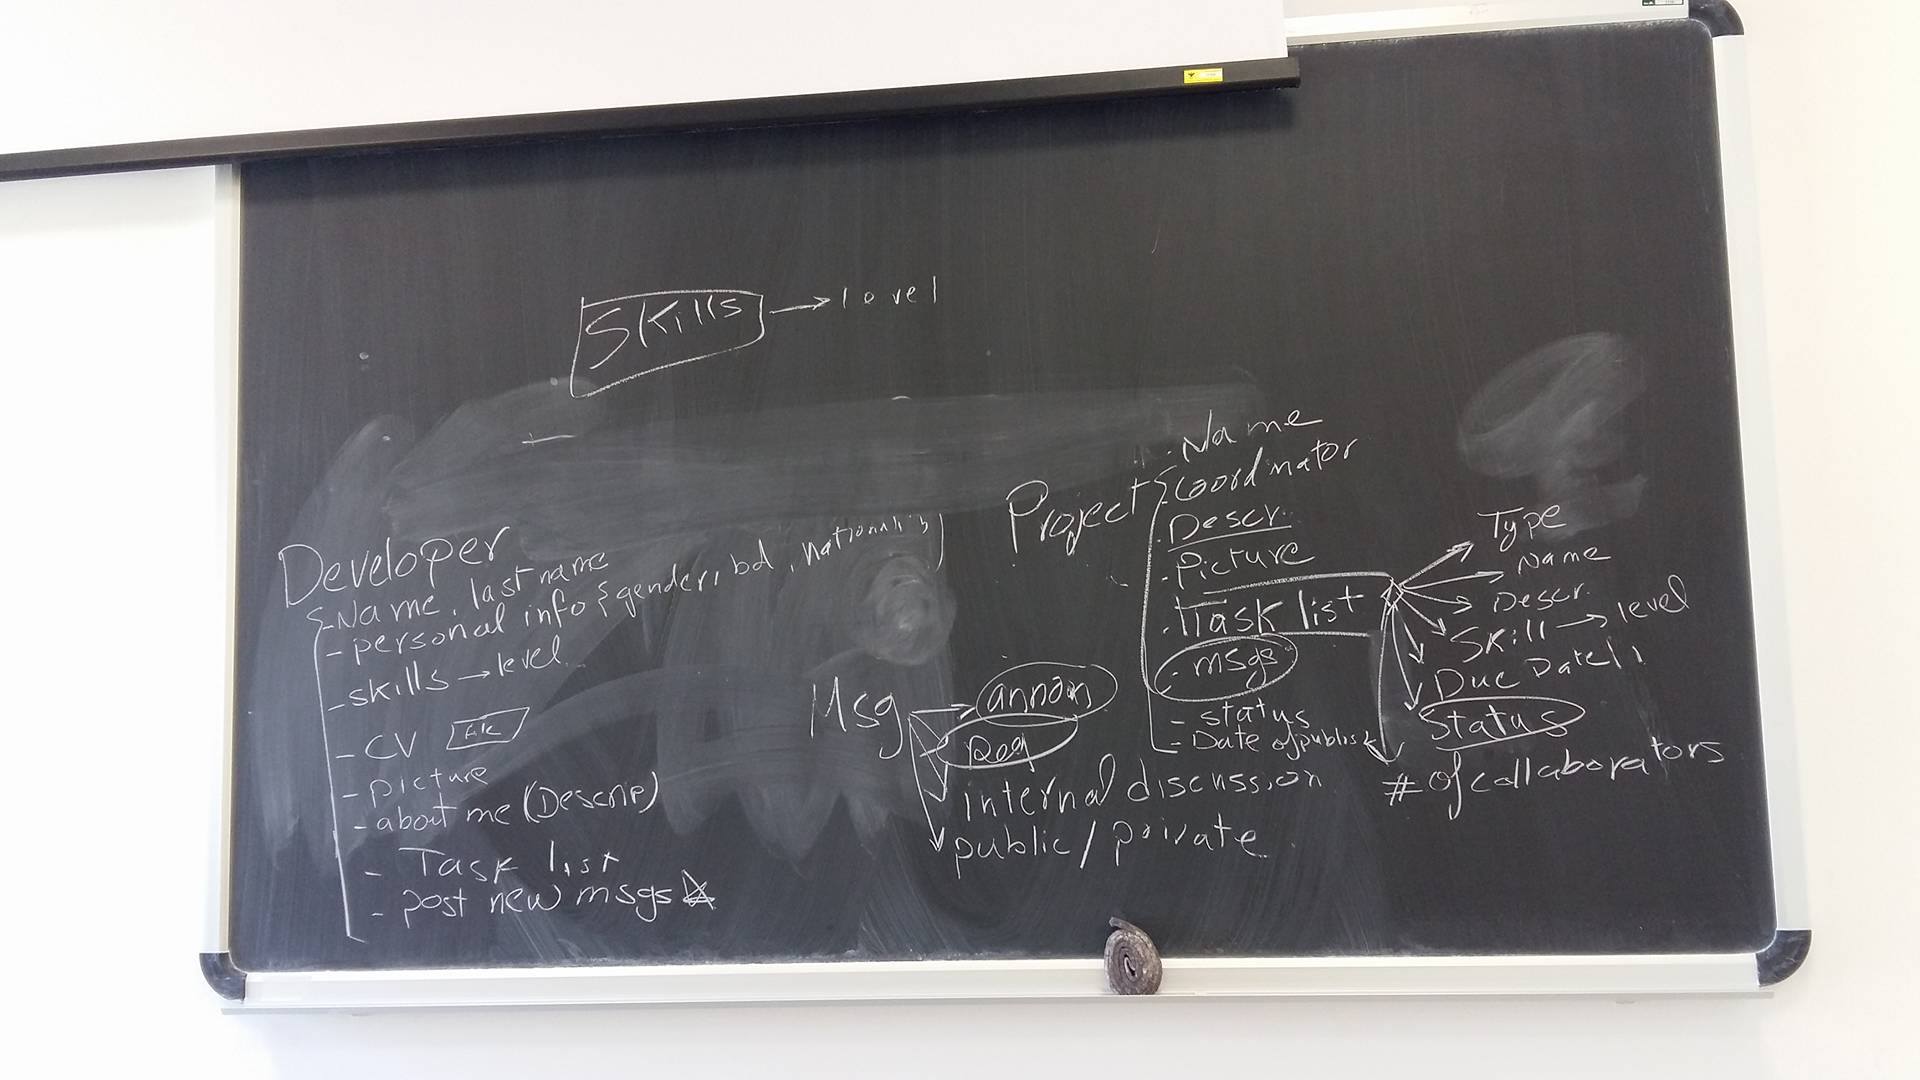 Skills → level
Developer
- Name, last name
- personal info {gender, bd, nationality}
- skills → level
- CV File
- picture
- about me (Descrip)
- Task list
- post new msgs
Msg
annon
req
internal discussion
public / private
Project
- Name
- coordinator
- Descr.
- Picture
- Task list
- msgs
- status
- Date of publish
Type
Name
Descr.
Skill → level
Due Date
Status
# of collaborators